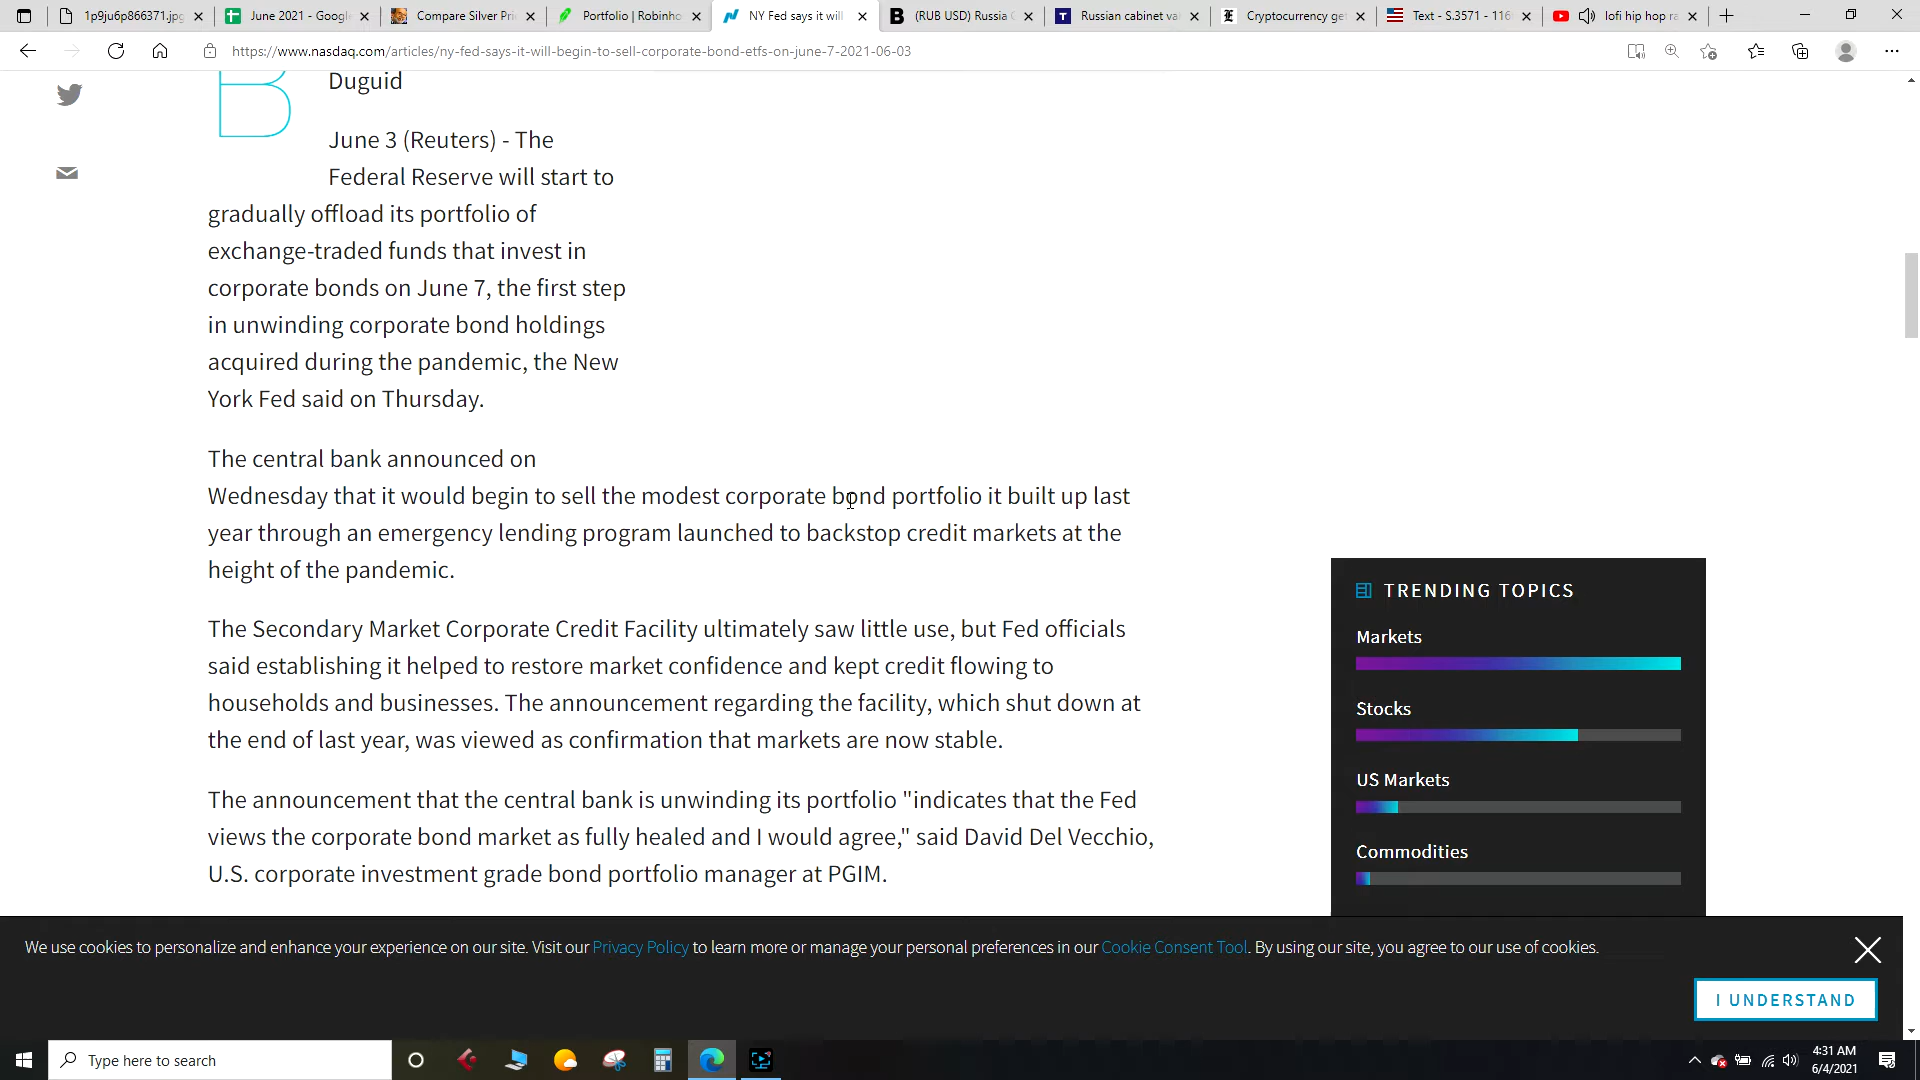 1p9ju6p866371.jpg
June 2021 - Google
Compare Silver Pri
Portfolio | Robinho
NY Fed says it will
(RUB USD) Russia
Russian cabinet va
Cryptocurrency ge
Text - S.3571 - 116
lofi hip hop ra
https://www.nasdaq.com/articles/ny-fed-says-it-will-begin-to-sell-corporate-bond-etfs-on-june-7-2021-06-03
B
Duguid
June 3 (Reuters) - The
Federal Reserve will start to
gradually offload its portfolio of
exchange-traded funds that invest in
corporate bonds on June 7, the first step
in unwinding corporate bond holdings
acquired during the pandemic, the New
York Fed said on Thursday.
The central bank announced on
Wednesday that it would begin to sell the modest corporate bond portfolio it built up last
year through an emergency lending program launched to backstop credit markets at the
height of the pandemic.
The Secondary Market Corporate Credit Facility ultimately saw little use, but Fed officials
said establishing it helped to restore market confidence and kept credit flowing to
households and businesses. The announcement regarding the facility, which shut down at
the end of last year, was viewed as confirmation that markets are now stable.
The announcement that the central bank is unwinding its portfolio "indicates that the Fed
views the corporate bond market as fully healed and I would agree," said David Del Vecchio,
U.S. corporate investment grade bond portfolio manager at PGIM.
TRENDING TOPICS
Markets
Stocks
US Markets
Commodities
We use cookies to personalize and enhance your experience on our site. Visit our Privacy Policy to learn more or manage your personal preferences in our Cookie Consent Tool. By using our site, you agree to our use of cookies.
I UNDERSTAND
Type here to search
4:31 AM
6/4/2021